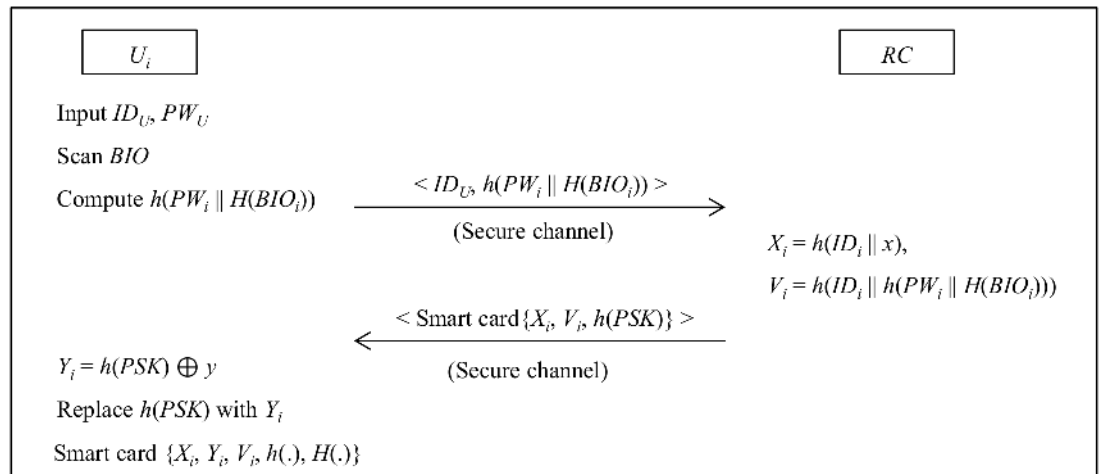 U_i
RC
Input ID_U, PW_U
Scan BIO
Compute h(PW_i || H(BIO_i))
< ID_U, h(PW_i || H(BIO_i)) >
(Secure channel)
X_i = h(ID_i || x),
V_i = h(ID_i || h(PW_i || H(BIO_i)))
< Smart card{X_i, V_i, h(PSK)} >
(Secure channel)
Y_i = h(PSK) ⊕ y
Replace h(PSK) with Y_i
Smart card {X_i, Y_i, V_i, h(.), H(.)}